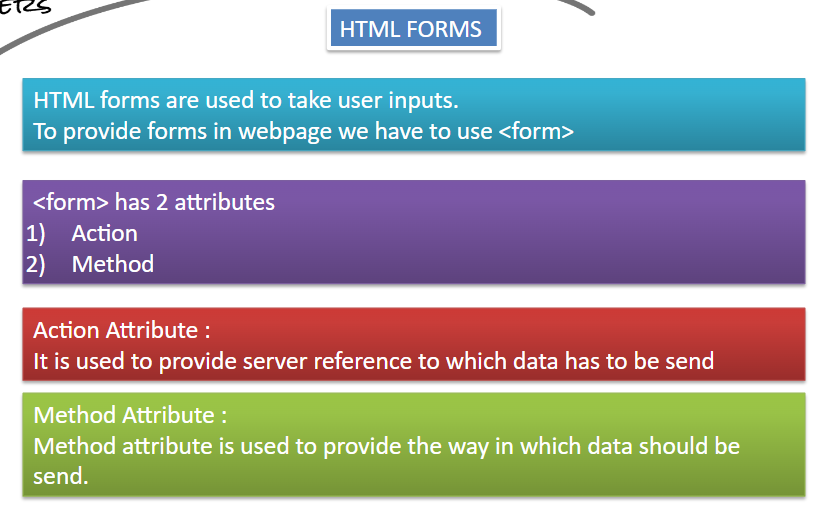 ERS
HTML FORMS
HTML forms are used to take user inputs.
To provide forms in webpage we have to use <form>
<form> has 2 attributes
1) Action
2) Method
Action Attribute :
It is used to provide server reference to which data has to be send
Method Attribute :
Method attribute is used to provide the way in which data should be
send.